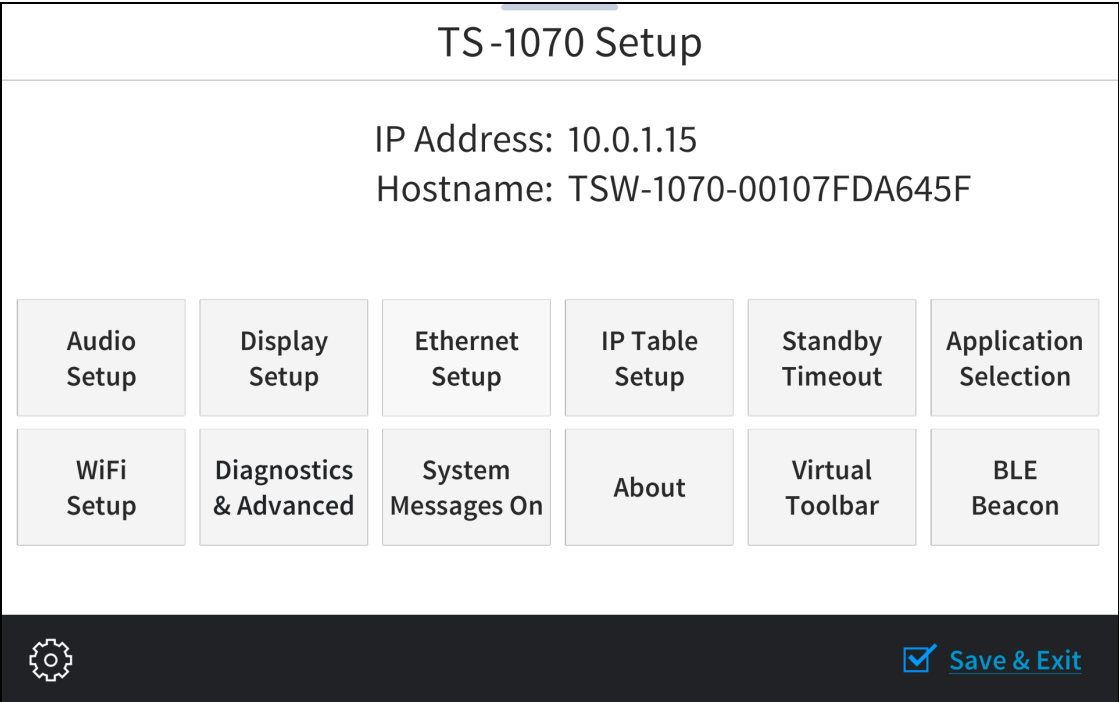 TS-1070 Setup
IP Address: 10.0.1.15
Hostname: TSW-1070-00107FDA645F
Audio
Setup
Display
Setup
Ethernet
Setup
IP Table
Setup
Standby
Timeout
Application
Selection
WiFi
Setup
Diagnostics
& Advanced
System
Messages On
About
Virtual
Toolbar
BLE
Beacon
Save & Exit